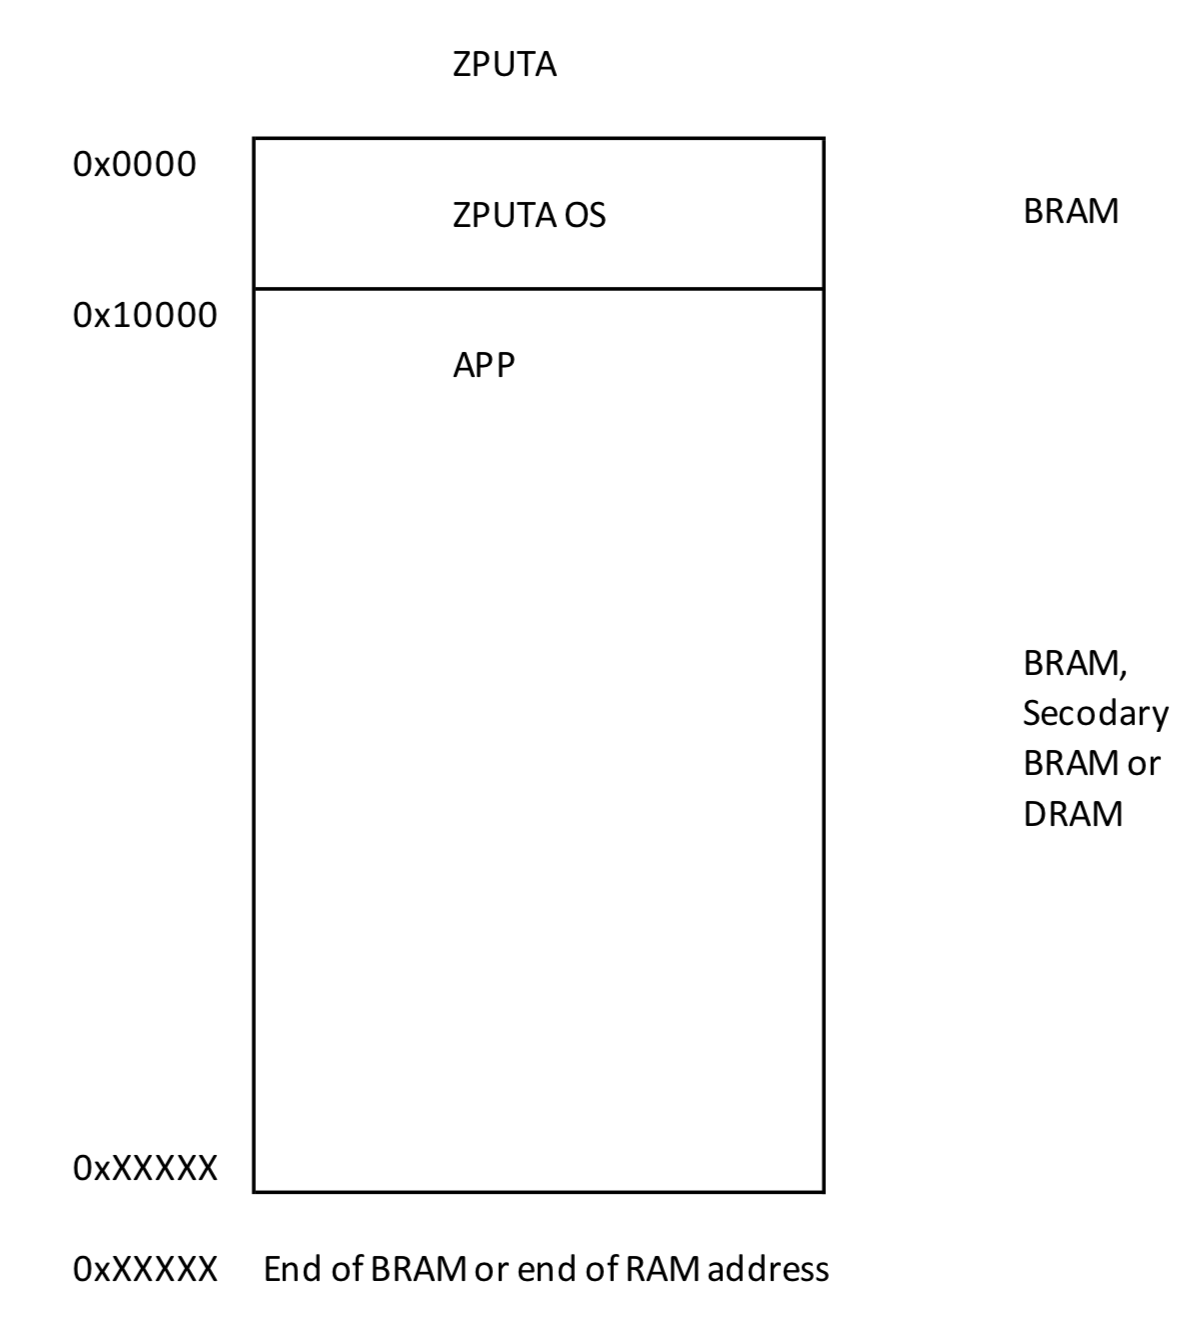 ZPUTA
0x0000
ZPUTA OS
BRAM
0x10000
APP
BRAM,
Secodary
BRAM or
DRAM
0xXXXXX
0xXXXXX End of BRAM or end of RAM address